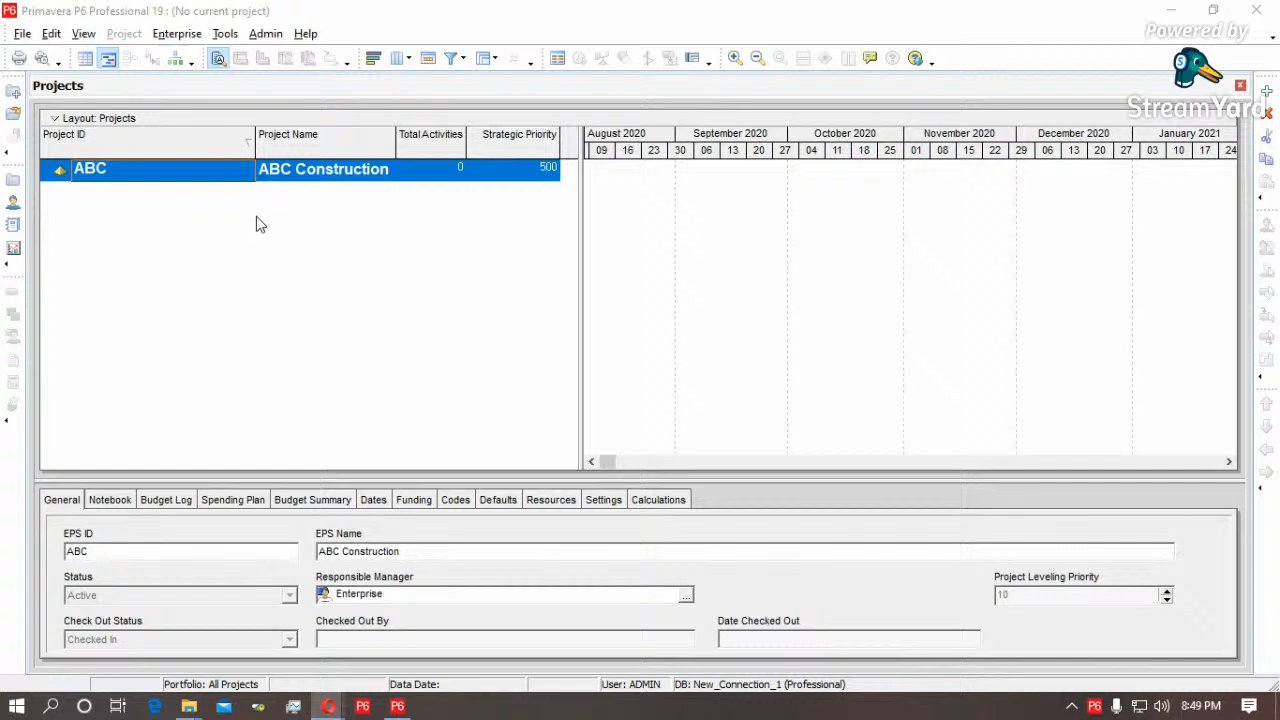 Primavera P6 Professional 19 : (No current project)
File Edit View Project Enterprise Tools Admin Help
Powered by
StreamYard
Projects
Layout: Projects
Project ID Project Name Total Activities Strategic Priority
August 2020 September 2020 October 2020 November 2020 December 2020 January 2021
09 16 23 30 06 13 20 27 04 11 18 25 01 08 15 22 29 06 13 20 27 03 10 17 24
ABC ABC Construction 0 500
General Notebook Budget Log Spending Plan Budget Summary Dates Funding Codes Defaults Resources Settings Calculations
EPS ID EPS Name
ABC ABC Construction
Status Responsible Manager Project Leveling Priority
Active Enterprise ... 10
Check Out Status Checked Out By Date Checked Out
Checked In
Portfolio: All Projects Data Date: User: ADMIN DB: New_Connection_1 (Professional)
P6 P6 P6 8:49 PM